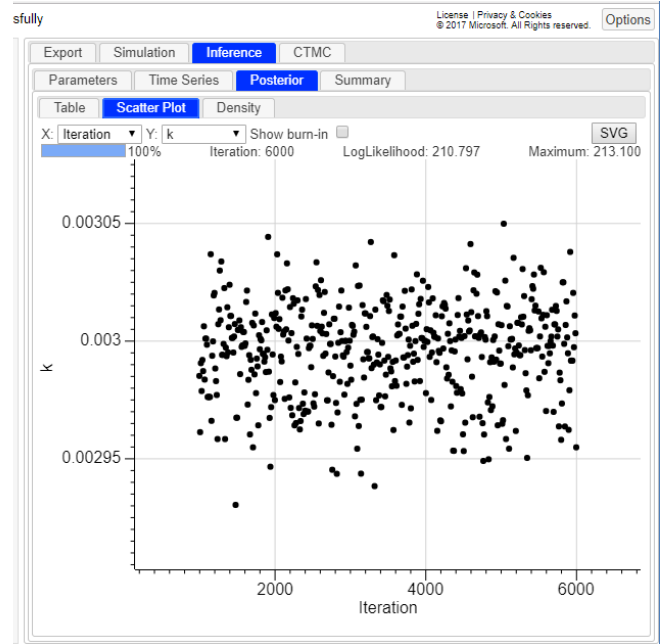 sfully
License | Privacy & Cookies
© 2017 Microsoft. All Rights reserved.
Options
Export Simulation Inference CTMC
Parameters Time Series Posterior Summary
Table Scatter Plot Density
X: Iteration Y: k Show burn-in SVG
100% Iteration: 6000 LogLikelihood: 210.797 Maximum: 213.100
0.00305
0.003
k
0.00295
2000 4000 6000
Iteration